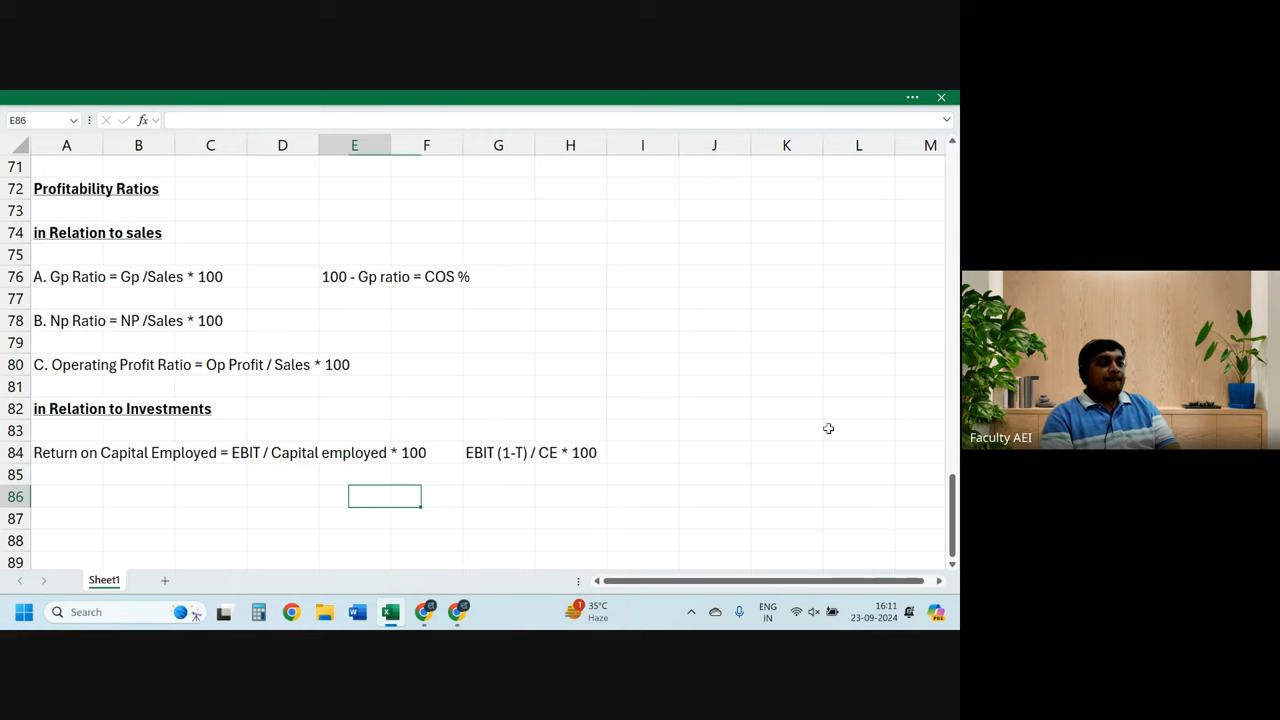 E86
fx
A B C D E F G H I J K L M
71
72 Profitability Ratios
73
74 in Relation to sales
75
76 A. Gp Ratio = Gp /Sales * 100 100 - Gp ratio = COS %
77
78 B. Np Ratio = NP /Sales * 100
79
80 C. Operating Profit Ratio = Op Profit / Sales * 100
81
82 in Relation to Investments
83
84 Return on Capital Employed = EBIT / Capital employed * 100 EBIT (1-T) / CE * 100
85
86
87
88
89
Faculty AEI
Sheet1
Search
1
35°C
Haze
ENG
IN
16:11
23-09-2024
PRE